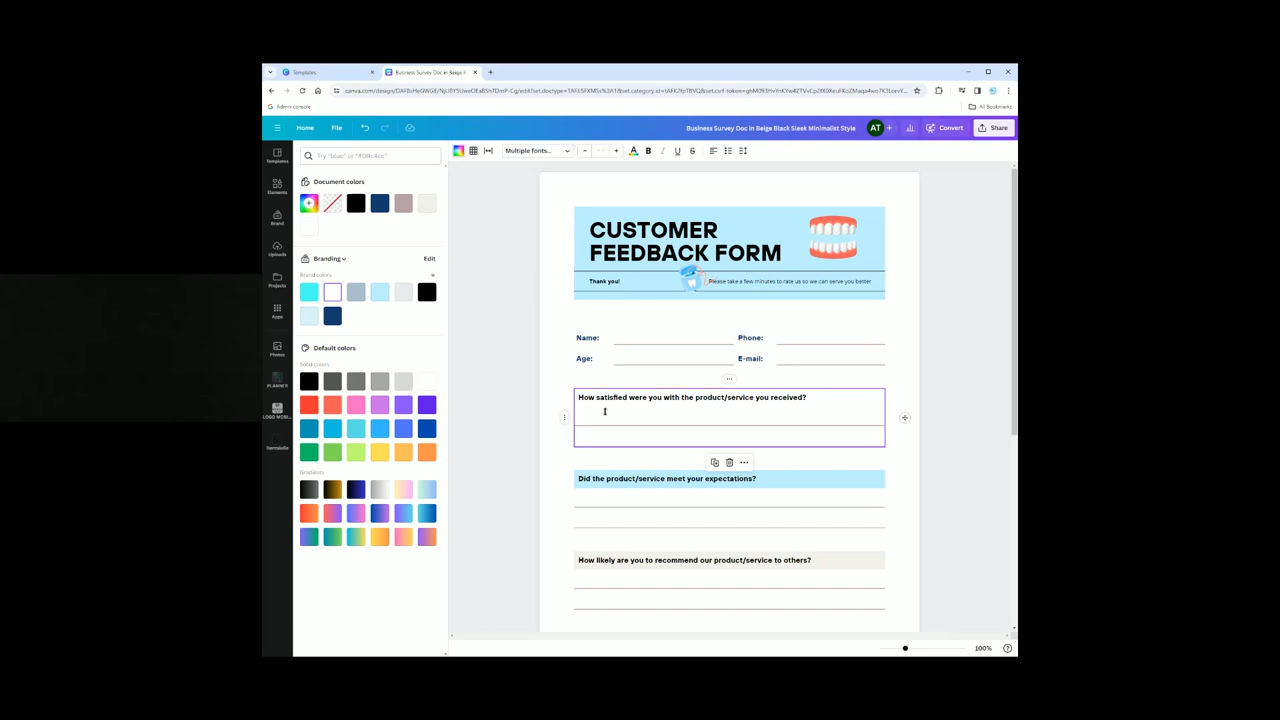 Templates
Business Survey Doc in Beige
Admin console
All Bookmarks
Home
File
Business Survey Doc in Beige Black Sleek Minimalist Style
AT
Convert
Share
Templates
Elements
Brand
Uploads
Projects
Apps
Photos
PLANNER
Try "blue" or "#00c4cc"
Multiple fonts...
Document colors
Branding
Edit
Brand colors
Default colors
Solid colors
Gradients
CUSTOMER
FEEDBACK FORM
Thank you!
Please take a few minutes to rate us so we can serve you better
Name:
Phone:
Age:
E-mail:
How satisfied were you with the product/service you received?
Did the product/service meet your expectations?
How likely are you to recommend our product/service to others?
100%